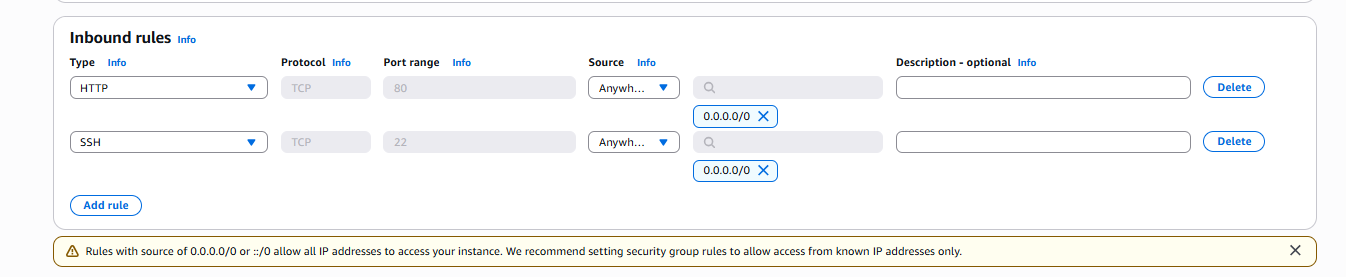 Inbound rules Info
Type Info Protocol Info Port range Info Source Info Description - optional Info
HTTP TCP 80 Anywh... Delete
0.0.0.0/0
SSH TCP 22 Anywh... Delete
0.0.0.0/0
Add rule
Rules with source of 0.0.0.0/0 or ::/0 allow all IP addresses to access your instance. We recommend setting security group rules to allow access from known IP addresses only.